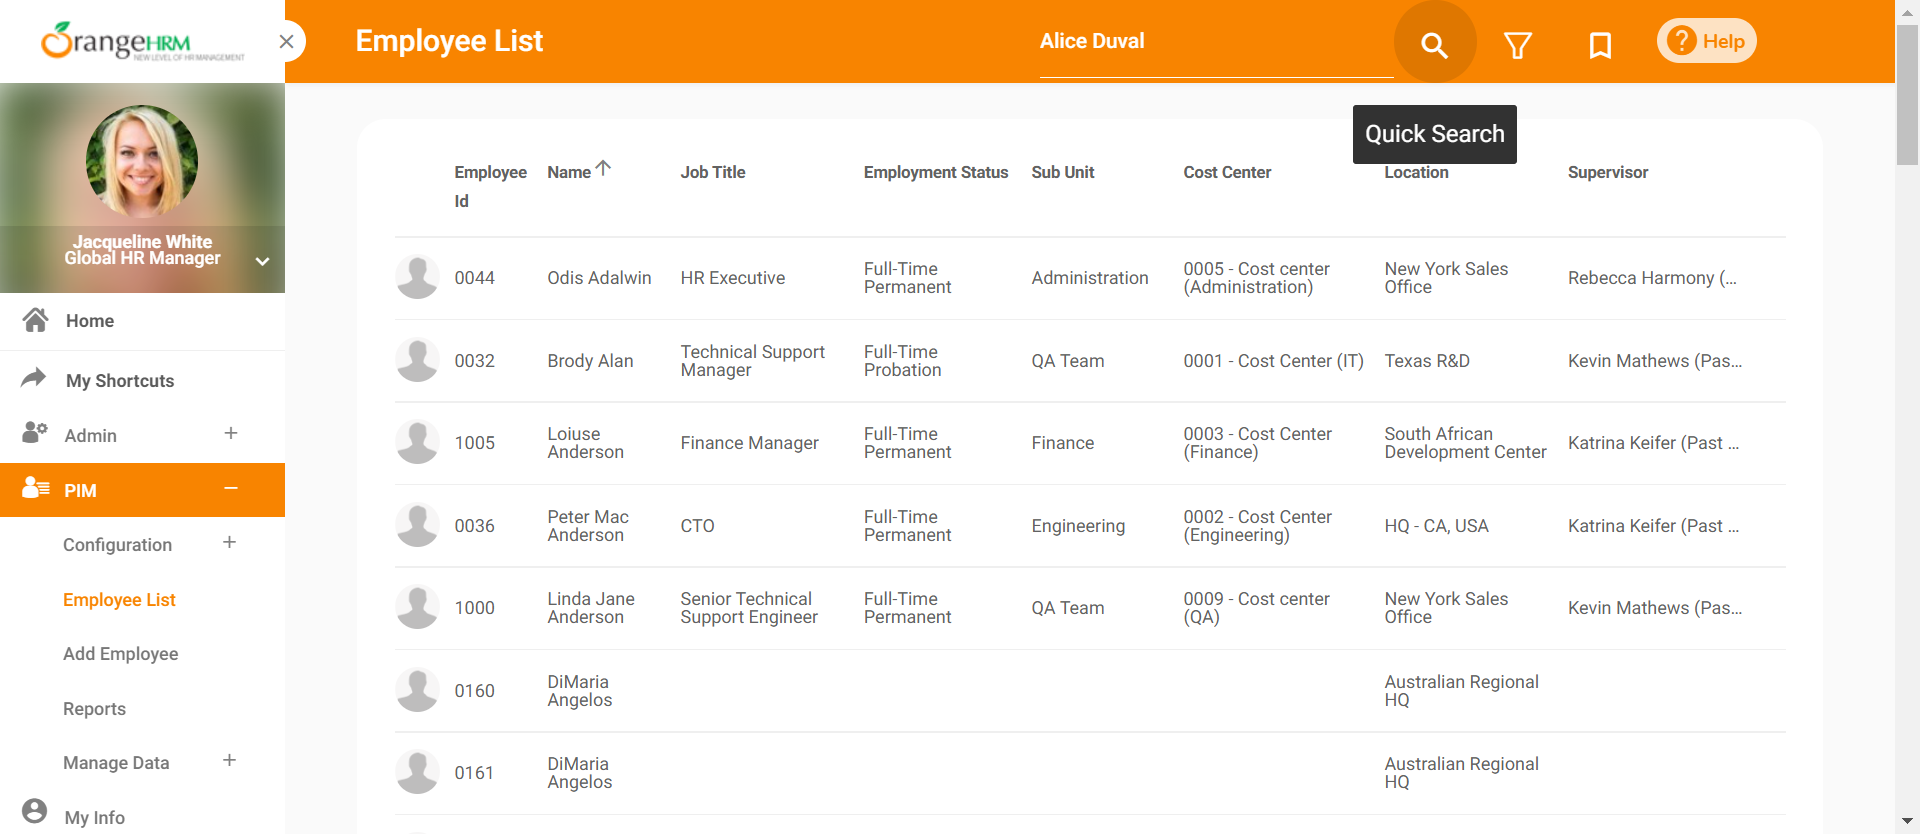 OrangeHRM
NEW LEVEL OF HR MANAGEMENT
Employee List
Alice Duval
Help
Quick Search
Jacqueline White
Global HR Manager
Home
My Shortcuts
Admin
PIM
Configuration
Employee List
Add Employee
Reports
Manage Data
My Info
Employee Id Name Job Title Employment Status Sub Unit Cost Center Location Supervisor
0044 Odis Adalwin HR Executive Full-Time Permanent Administration 0005 - Cost center (Administration) New York Sales Office Rebecca Harmony (...
0032 Brody Alan Technical Support Manager Full-Time Probation QA Team 0001 - Cost Center (IT) Texas R&D Kevin Mathews (Pas...
1005 Loiuse Anderson Finance Manager Full-Time Permanent Finance 0003 - Cost Center (Finance) South African Development Center Katrina Keifer (Past ...
0036 Peter Mac Anderson CTO Full-Time Permanent Engineering 0002 - Cost Center (Engineering) HQ - CA, USA Katrina Keifer (Past ...
1000 Linda Jane Anderson Senior Technical Support Engineer Full-Time Permanent QA Team 0009 - Cost center (QA) New York Sales Office Kevin Mathews (Pas...
0160 DiMaria Angelos Australian Regional HQ
0161 DiMaria Angelos Australian Regional HQ